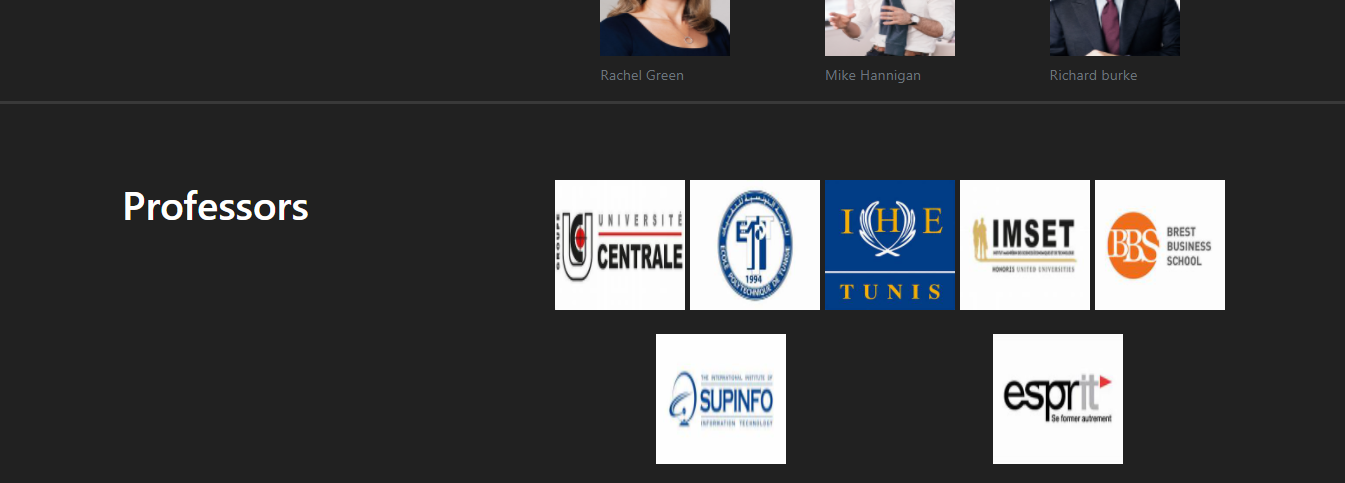 Rachel Green
Mike Hannigan
Richard burke
Professors
GROUPE
UNIVERSITÉ
CENTRALE
EPT
1994
ECOLE POLYTECHNIQUE DE TUNISIE
I H E
TUNIS
IMSET
HONORIS UNITED UNIVERSITIES
BBS
BREST
BUSINESS
SCHOOL
THE INTERNATIONAL INSTITUTE OF
SUPINFO
INFORMATION TECHNOLOGY
esprit
Se former autrement